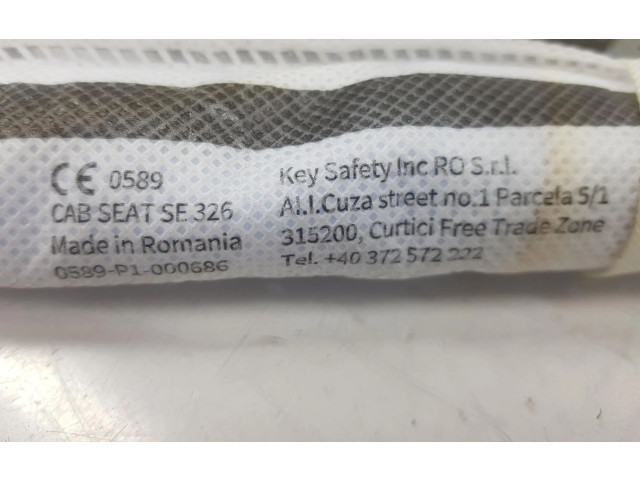 CE 0589
CAB SEAT SE 326
Made in Romania
0589-P1-000686
Key Safety Inc RO S.r.l.
Al.I.Cuza street no:1 Parcela 5/1
315200, Curtici Free Trade Zone
Tel. +40 372 572 222